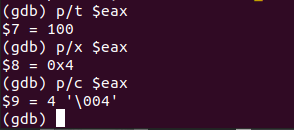 (gdb) p/t $eax
$7 = 100
(gdb) p/x $eax
$8 = 0x4
(gdb) p/c $eax
$9 = 4 '\004'
(gdb)